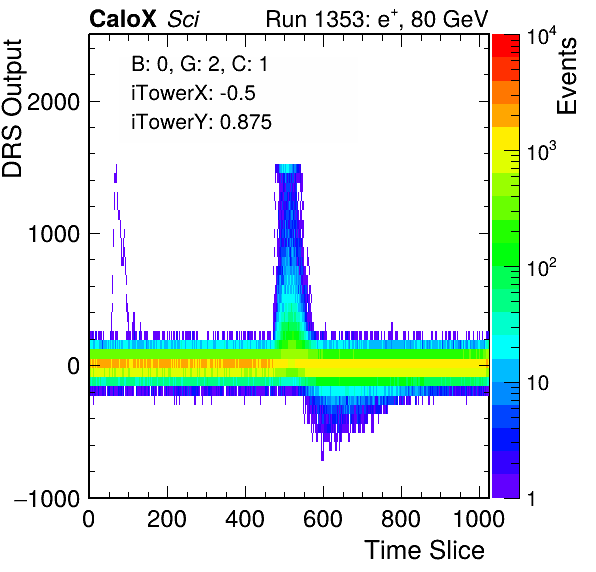 CaloX Sci
Run 1353: e+, 80 GeV
B: 0, G: 2, C: 1
iTowerX: -0.5
iTowerY: 0.875
DRS Output
2000
1000
0
−1000
0 200 400 600 800 1000
Time Slice
Events
10^4
10^3
10^2
10
1